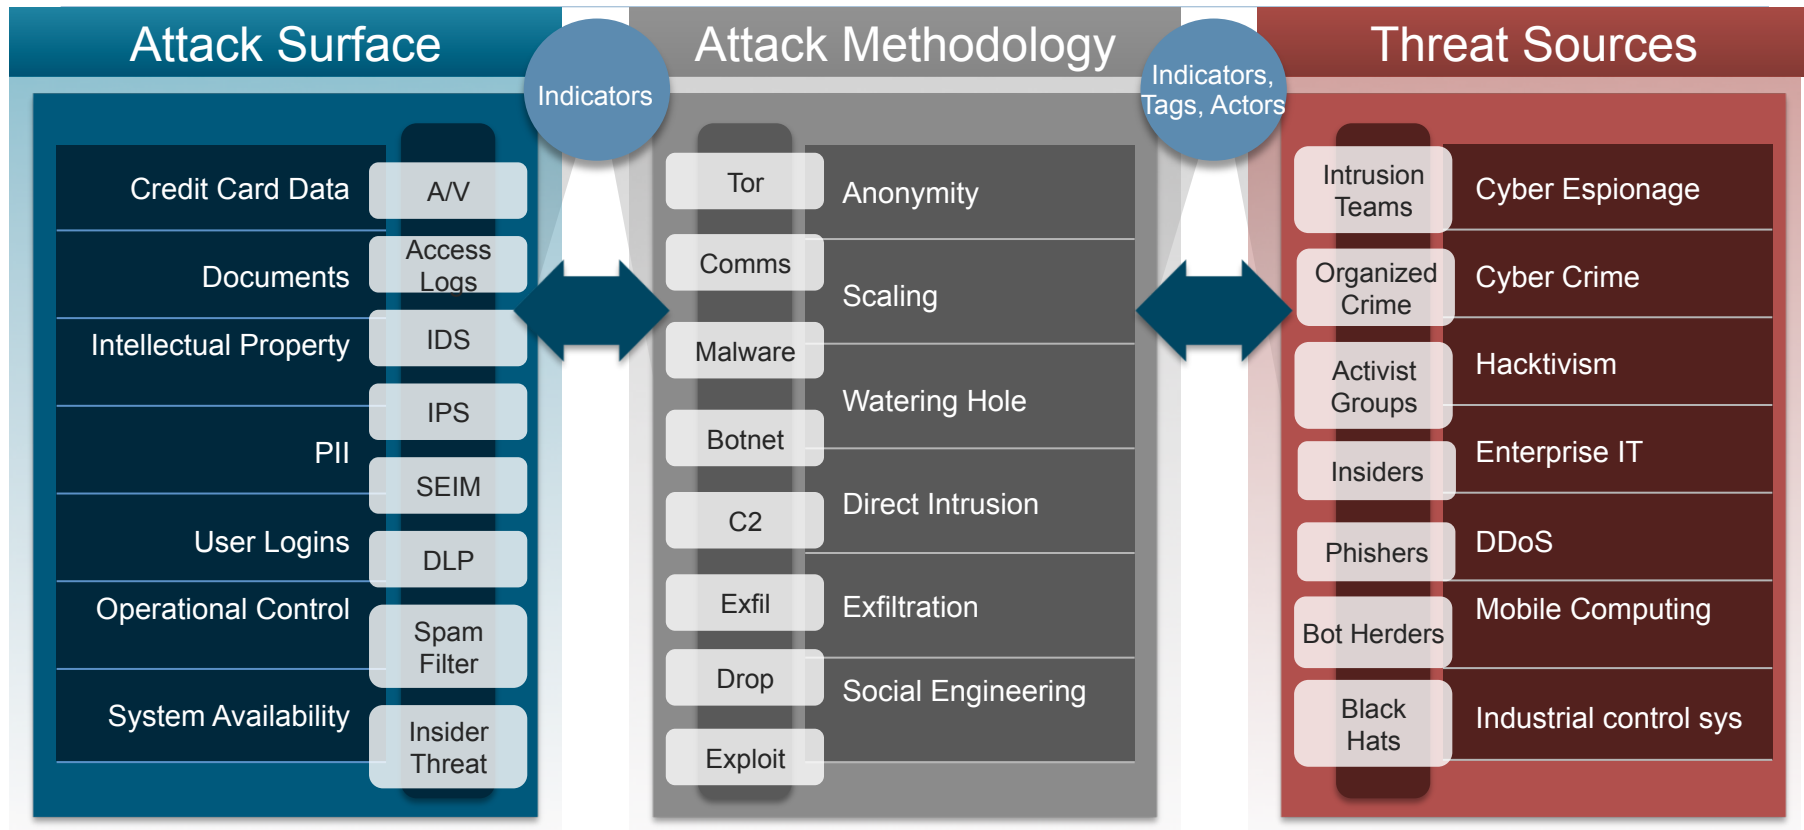 Attack Surface
Indicators
Attack Methodology
Indicators,
Tags, Actors
Threat Sources
Credit Card Data
Documents
Intellectual Property
PII
User Logins
Operational Control
System Availability
A/V
Access
Logs
IDS
IPS
SEIM
DLP
Spam
Filter
Insider
Threat
Tor
Comms
Malware
Botnet
C2
Exfil
Drop
Exploit
Anonymity
Scaling
Watering Hole
Direct Intrusion
Exfiltration
Social Engineering
Intrusion
Teams
Organized
Crime
Activist
Groups
Insiders
Phishers
Bot Herders
Black
Hats
Cyber Espionage
Cyber Crime
Hacktivism
Enterprise IT
DDoS
Mobile Computing
Industrial control sys